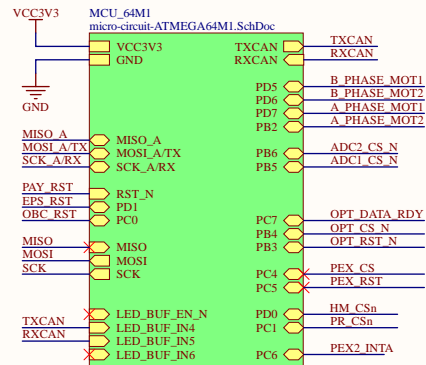 VCC3V3
MCU_64M1
micro-circuit-ATMEGA64M1.SchDoc
VCC3V3
GND
GND
TXCAN
RXCAN
TXCAN
RXCAN
PD5
PD6
PD7
PB2
B_PHASE_MOT1
B_PHASE_MOT2
A_PHASE_MOT1
A_PHASE_MOT2
MISO_A
MOSI_A/TX
SCK_A/RX
MISO_A
MOSI_A/TX
SCK_A/RX
PB6
PB5
ADC2_CS_N
ADC1_CS_N
PAY_RST
EPS_RST
OBC_RST
RST_N
PD1
PC0
PC7
PB4
PB3
OPT_DATA_RDY
OPT_CS_N
OPT_RST_N
MISO
MOSI
SCK
MISO
MOSI
SCK
PC4
PC5
PEX_CS
PEX_RST
TXCAN
RXCAN
LED_BUF_EN_N
LED_BUF_IN4
LED_BUF_IN5
LED_BUF_IN6
PD0
PC1
PC6
HM_CSn
PR_CSn
PEX2_INTA